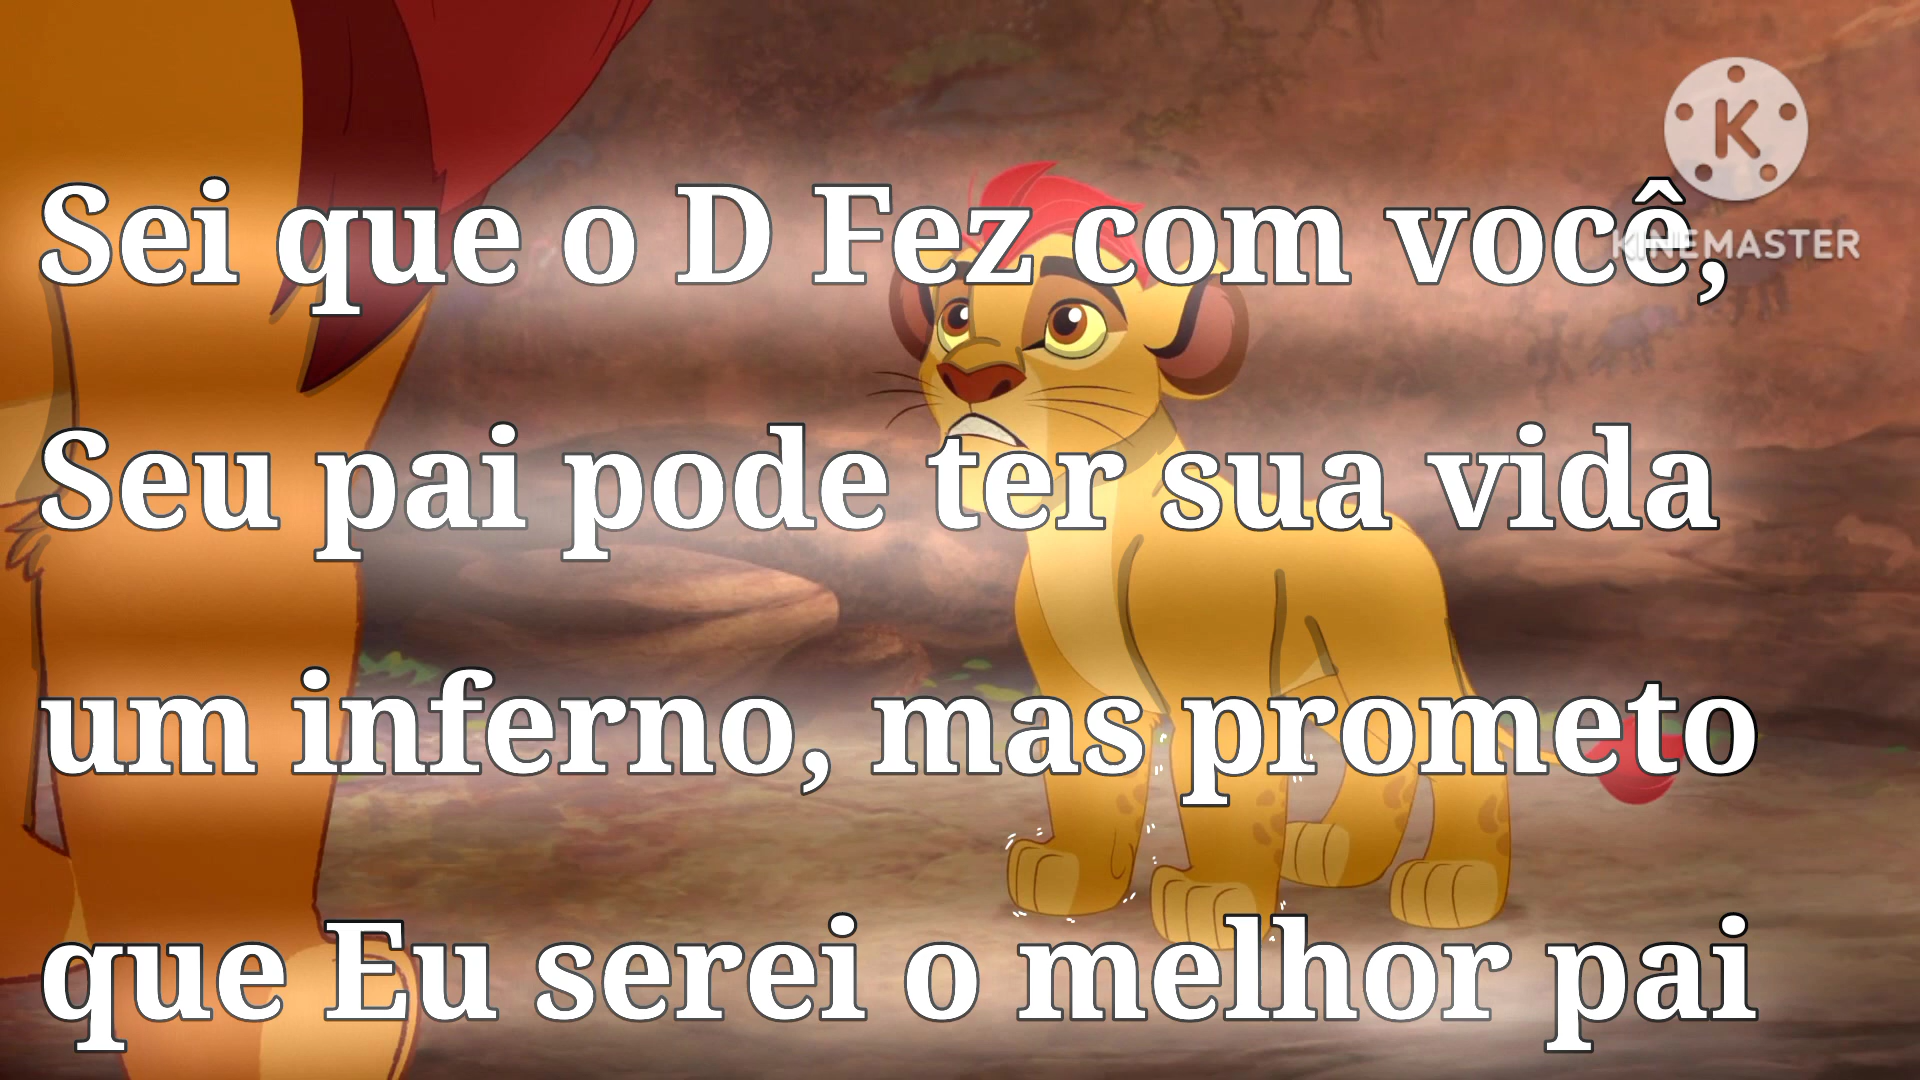 K
Sei que o D Fez com você,
KINEMASTER
Seu pai pode ter sua vida
um inferno, mas prometo
que Eu serei o melhor pai